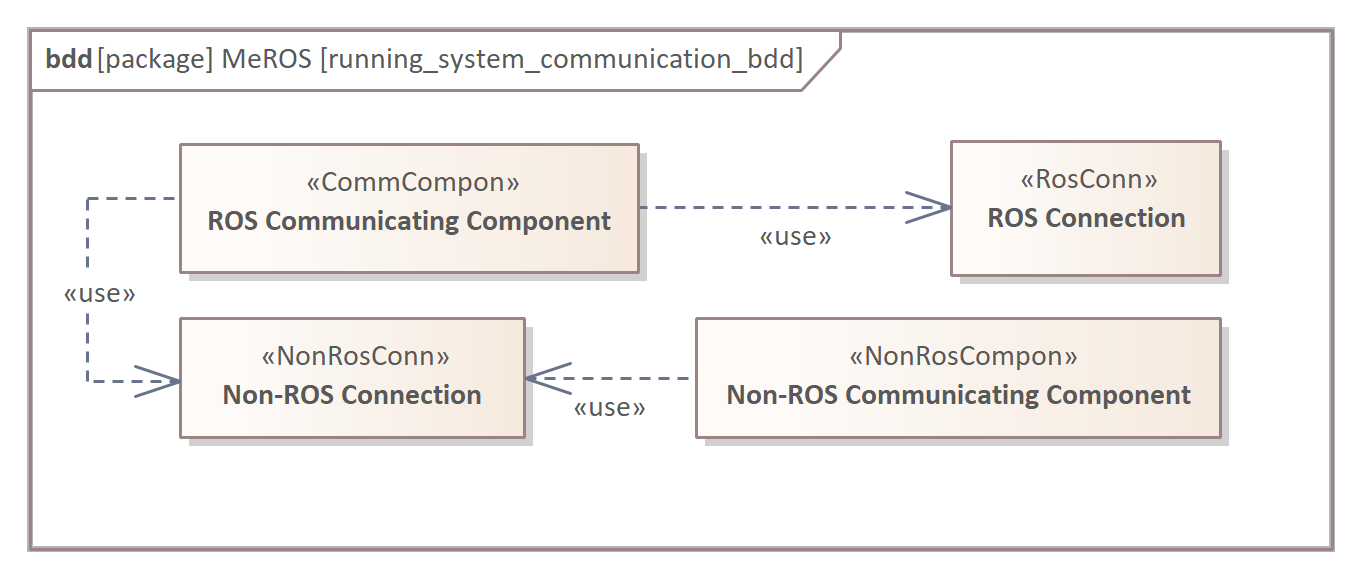 bdd [package] MeROS [running_system_communication_bdd]
«CommCompon»
ROS Communicating Component
«RosConn»
ROS Connection
«use»
«use»
«NonRosConn»
Non-ROS Connection
«use»
«NonRosCompon»
Non-ROS Communicating Component